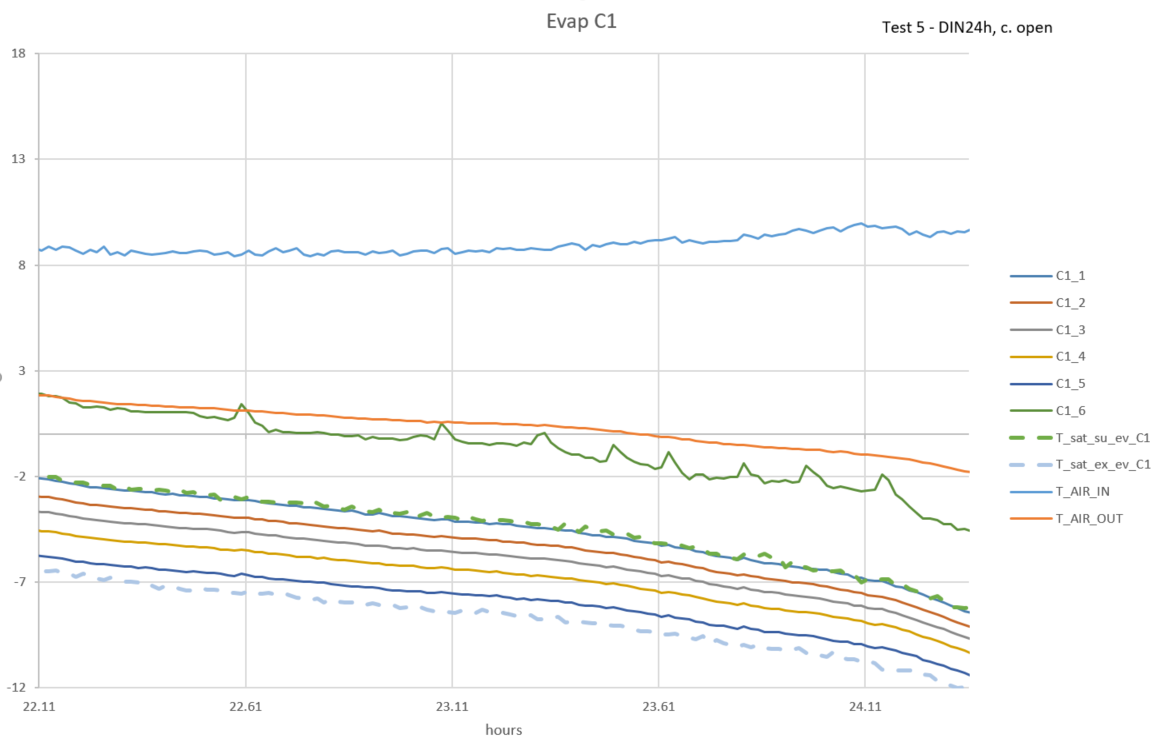 Evap C1
Test 5 - DIN24h, c. open
18
13
8
3
-2
-7
-12
22.11
22.61
23.11
23.61
24.11
hours
C1_1
C1_2
C1_3
C1_4
C1_5
C1_6
T_sat_su_ev_C1
T_sat_ex_ev_C1
T_AIR_IN
T_AIR_OUT